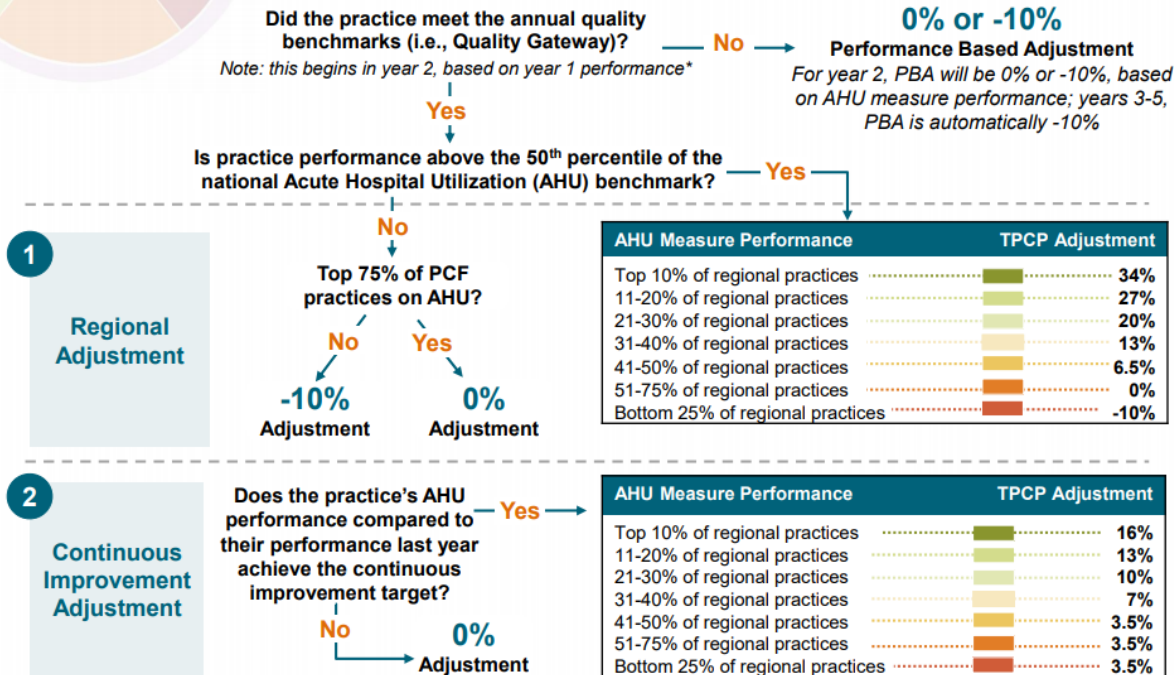 Did the practice meet the annual quality
benchmarks (i.e., Quality Gateway)?
Note: this begins in year 2, based on year 1 performance*
No
0% or -10%
Performance Based Adjustment
For year 2, PBA will be 0% or -10%, based
on AHU measure performance; years 3-5,
PBA is automatically -10%
Yes
Is practice performance above the 50th percentile of the
national Acute Hospital Utilization (AHU) benchmark?
Yes
1
Regional
Adjustment
No
Top 75% of PCF
practices on AHU?
No
Yes
-10%
Adjustment
0%
Adjustment
AHU Measure Performance TPCP Adjustment
Top 10% of regional practices 34%
11-20% of regional practices 27%
21-30% of regional practices 20%
31-40% of regional practices 13%
41-50% of regional practices 6.5%
51-75% of regional practices 0%
Bottom 25% of regional practices -10%
2
Continuous
Improvement
Adjustment
Does the practice's AHU
performance compared to
their performance last year
achieve the continuous
improvement target?
Yes
No
0%
Adjustment
AHU Measure Performance TPCP Adjustment
Top 10% of regional practices 16%
11-20% of regional practices 13%
21-30% of regional practices 10%
31-40% of regional practices 7%
41-50% of regional practices 3.5%
51-75% of regional practices 3.5%
Bottom 25% of regional practices 3.5%